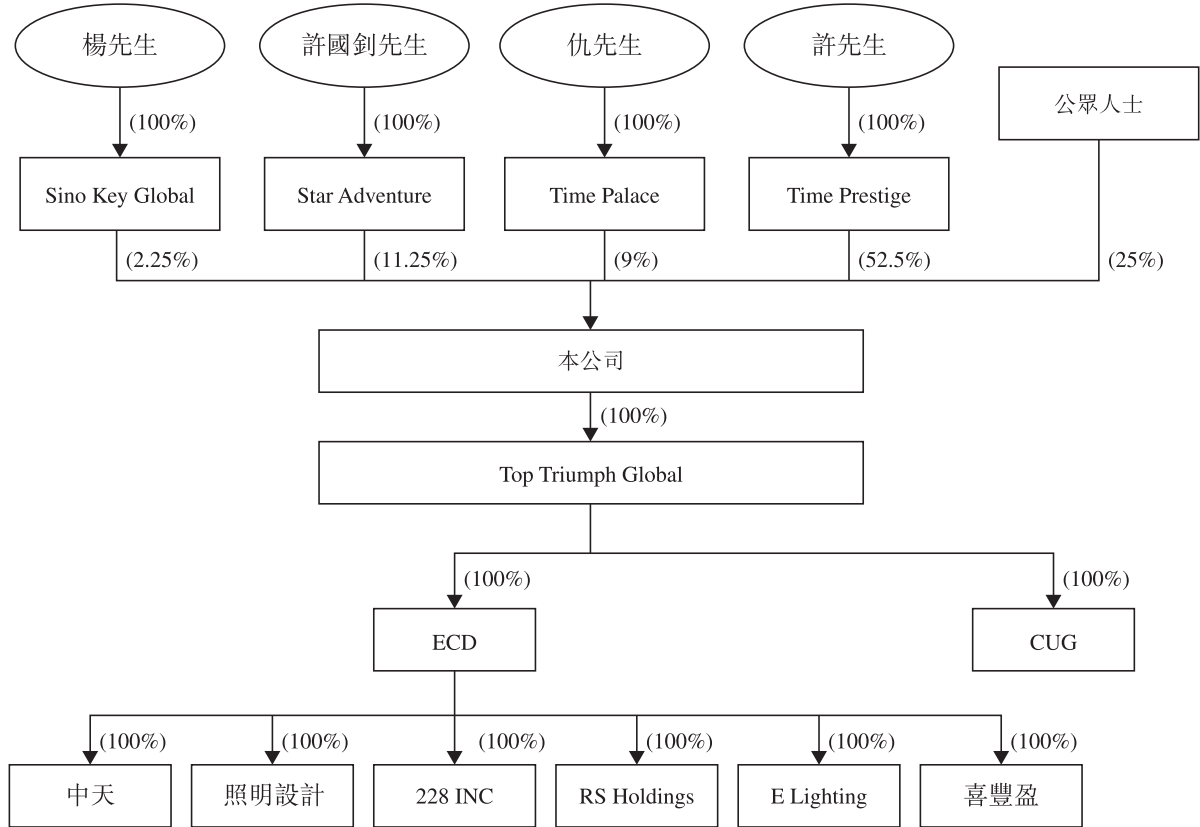 楊先生
許國釗先生
仇先生
許先生
公眾人士
(100%)
(100%)
(100%)
(100%)
Sino Key Global
Star Adventure
Time Palace
Time Prestige
(2.25%)
(11.25%)
(9%)
(52.5%)
(25%)
本公司
(100%)
Top Triumph Global
(100%)
(100%)
ECD
CUG
(100%)
(100%)
(100%)
(100%)
(100%)
(100%)
中天
照明設計
228 INC
RS Holdings
E Lighting
喜豐盈